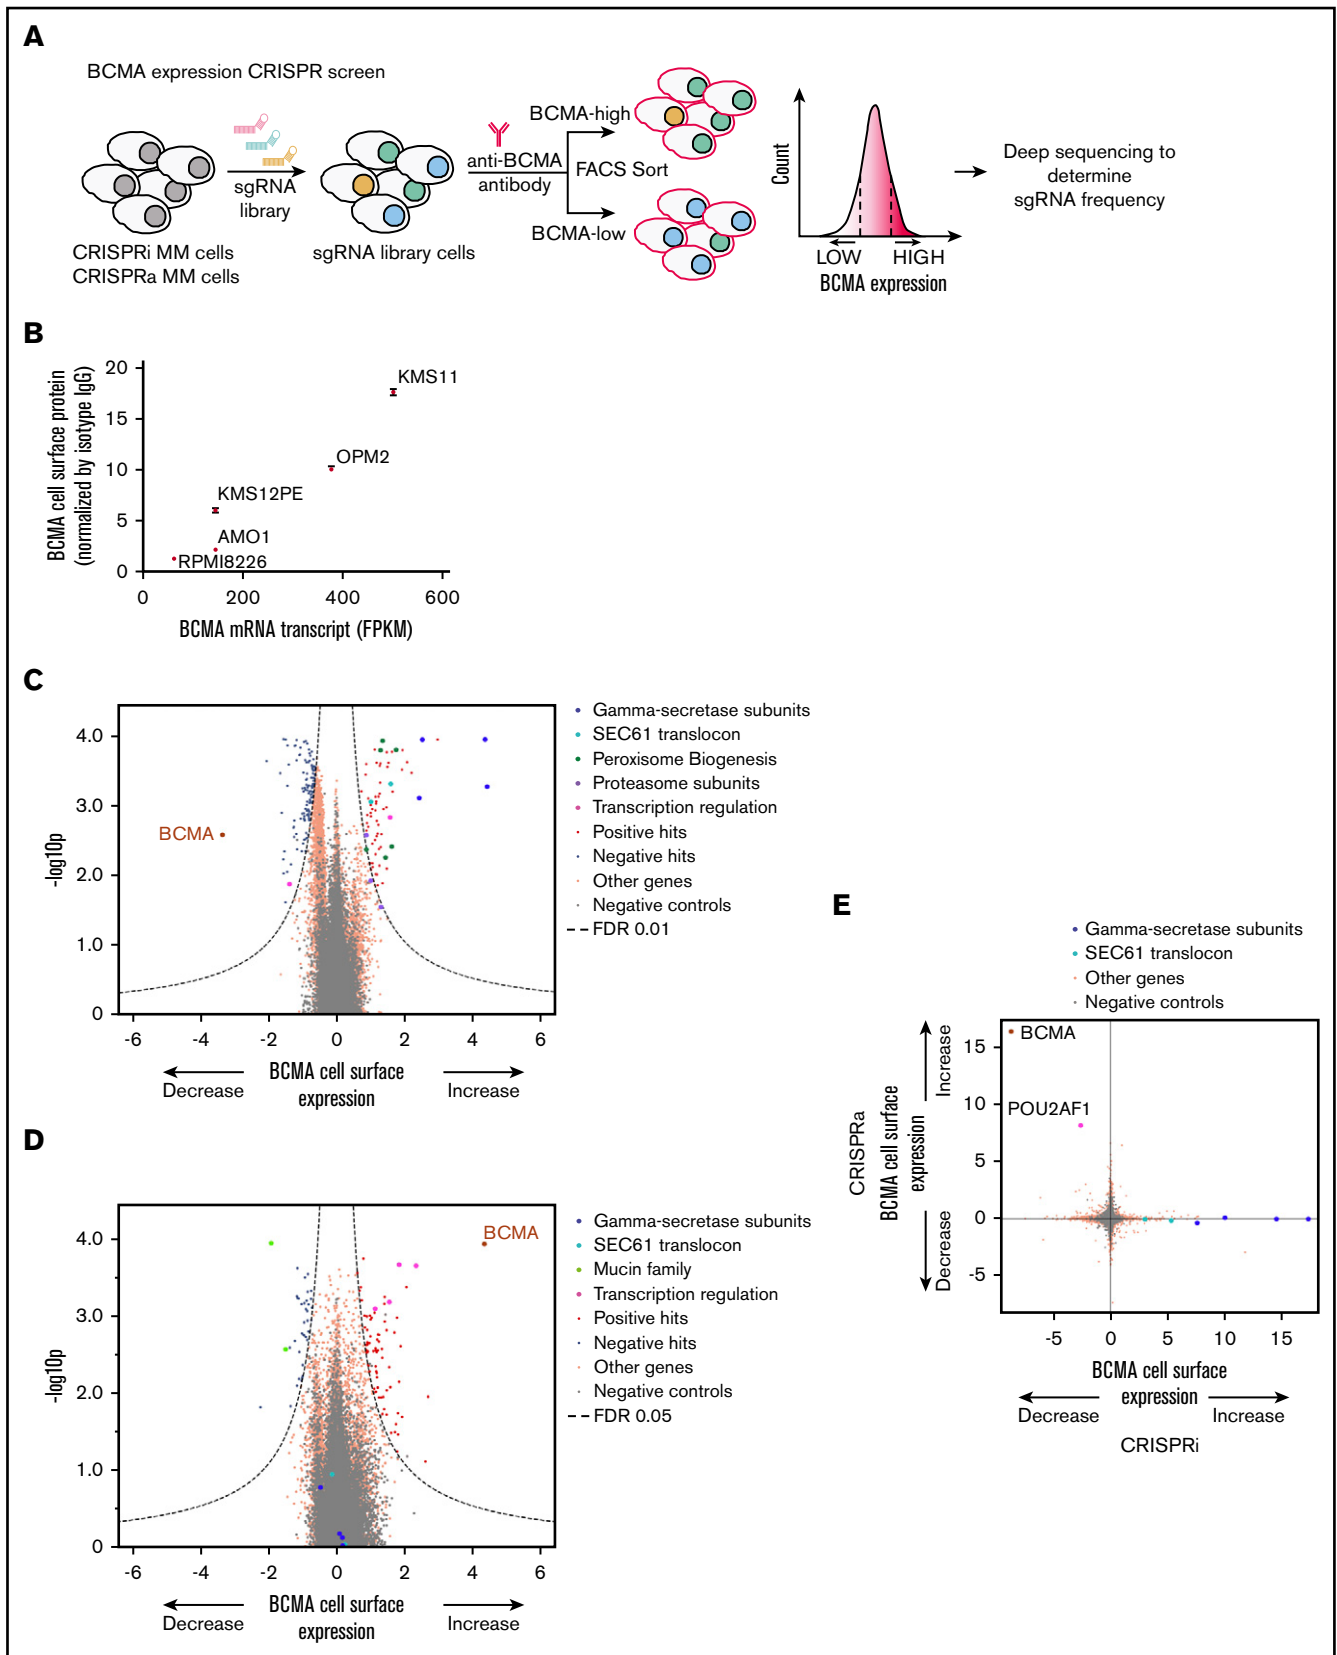 A
BCMA expression CRISPR screen
sgRNA
library
CRISPRi MM cells
CRISPRa MM cells
sgRNA library cells
anti-BCMA
antibody
BCMA-high
FACS Sort
BCMA-low
Count
LOW
HIGH
BCMA expression
Deep sequencing to
determine
sgRNA frequency
B
BCMA cell surface protein
(normalized by isotype IgG)
20
15
10
5
0
KMS11
OPM2
KMS12PE
AMO1
RPMI8226
0
200
400
600
BCMA mRNA transcript (FPKM)
C
-log10p
4.0
3.0
2.0
1.0
0
BCMA
-6
-4
-2
0
2
4
6
Decrease
BCMA cell surface
expression
Increase
Gamma-secretase subunits
SEC61 translocon
Peroxisome Biogenesis
Proteasome subunits
Transcription regulation
Positive hits
Negative hits
Other genes
Negative controls
FDR 0.01
D
-log10p
4.0
3.0
2.0
1.0
0
BCMA
-6
-4
-2
0
2
4
6
Decrease
BCMA cell surface
expression
Increase
Gamma-secretase subunits
SEC61 translocon
Mucin family
Transcription regulation
Positive hits
Negative hits
Other genes
Negative controls
FDR 0.05
E
Gamma-secretase subunits
SEC61 translocon
Other genes
Negative controls
CRISPRa
BCMA cell surface
expression
Increase
Decrease
15
10
5
0
-5
BCMA
POU2AF1
-5
0
5
10
15
BCMA cell surface
expression
Decrease
Increase
CRISPRi